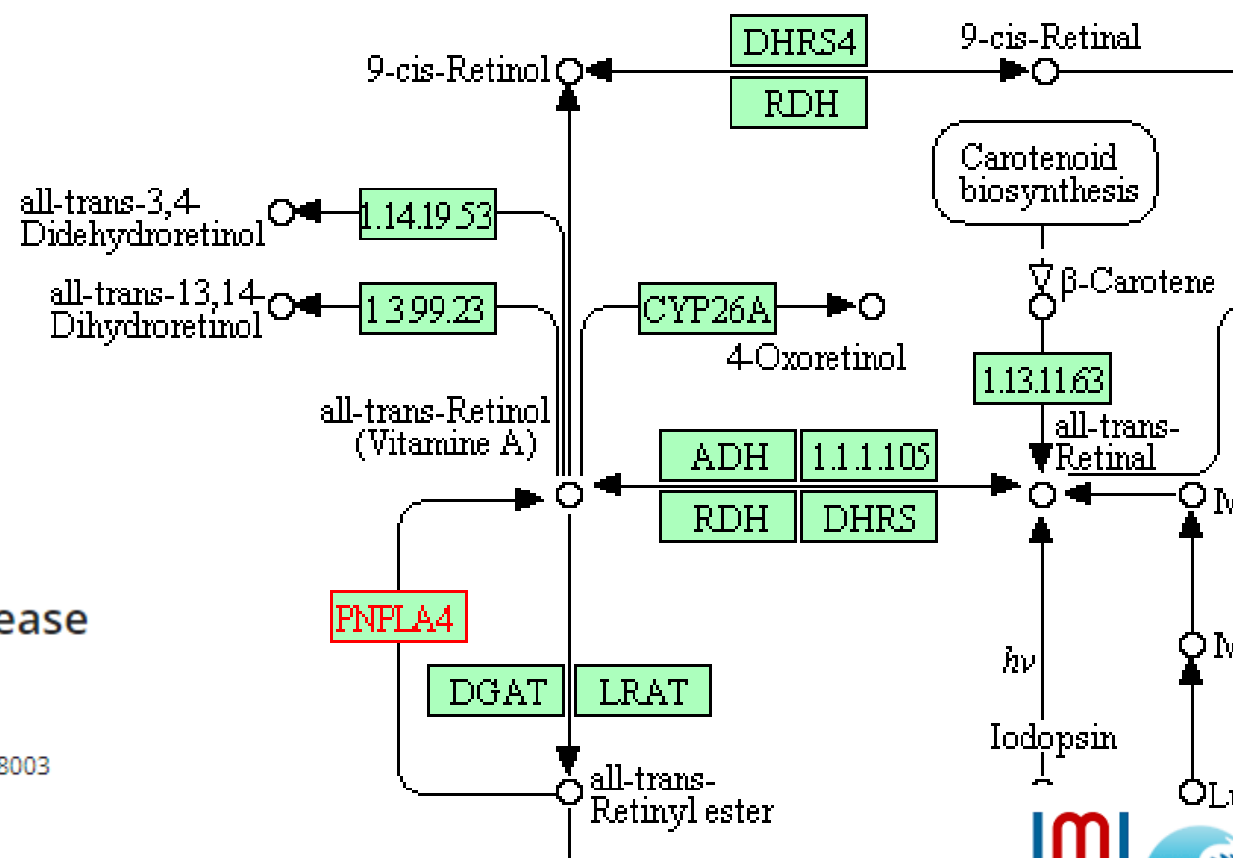 DHRS4
9-cis-Retinal
9-cis-Retinol
RDH
Carotenoid
biosynthesis
all-trans-3,4-
Didehydroretinol
1.14.19.53
all-trans-13,14-
Dihydroretinol
1.3.99.23
CYP26A
β-Carotene
4-Oxoretinol
1.13.11.63
all-trans-Retinol
(Vitamine A)
all-trans-
Retinal
ADH
1.1.1.105
RDH
DHRS
PNPLA4
ease
hν
DGAT
LRAT
Iodopsin
8003
all-trans-
Retinyl ester